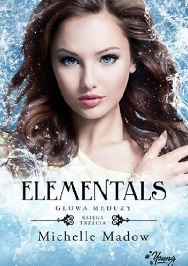 ELEMENTALS
GŁOWA MEDUZY
KSIĘGA
TRZECIA
Michelle Madow
Young